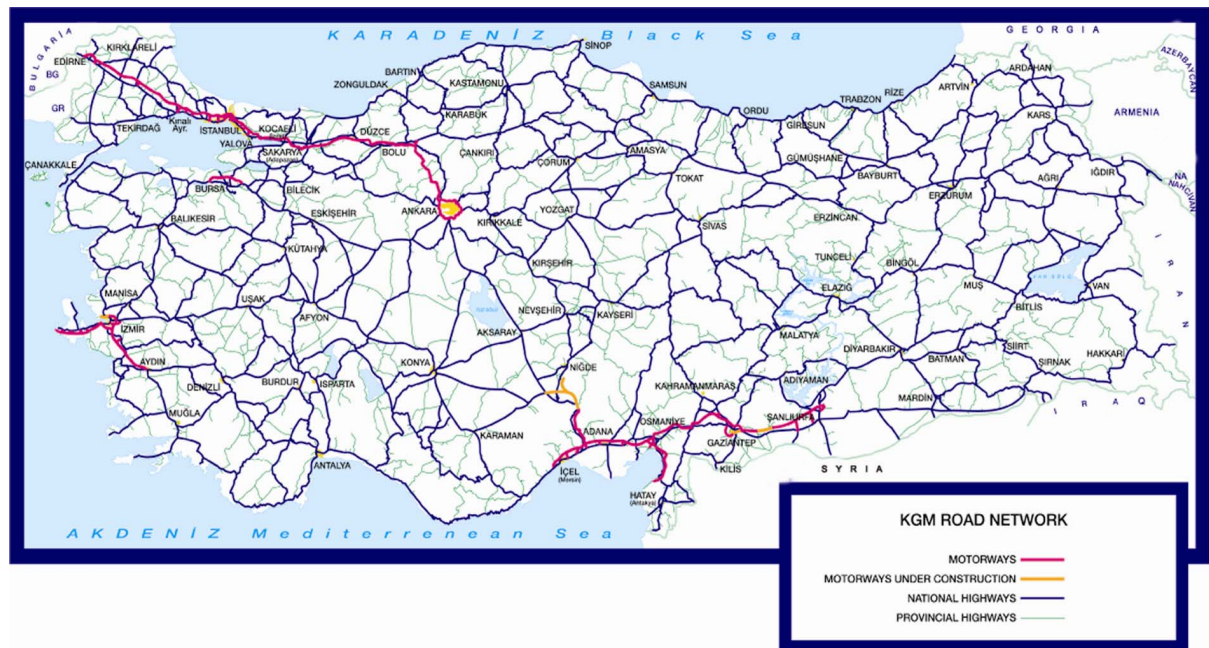 KARADENİZ Black Sea
GEORGIA
BULGARIA
BG
GR
AZERBAYCAN
ARMENIA
NA
NAHCIVAN
IRAN
IRAQ
SYRIA
KIRKLARELİ
EDİRNE
TEKİRDAĞ
Kınalı
Ayr.
İSTANBUL
KOCAELİ
YALOVA
SAKARYA
(Adapazarı)
DÜZCE
BOLU
ZONGULDAK
BARTIN
KASTAMONU
KARABÜK
SİNOP
SAMSUN
ÇANKIRI
ÇORUM
AMASYA
TOKAT
ORDU
GİRESUN
TRABZON
RİZE
ARTVİN
ARDAHAN
KARS
GÜMÜŞHANE
BAYBURT
ERZURUM
AĞRI
IĞDIR
ÇANAKKALE
BURSA
BİLECİK
BALIKESİR
ESKİŞEHİR
ANKARA
KIRIKKALE
YOZGAT
SİVAS
ERZİNCAN
KÜTAHYA
KIRŞEHİR
TUNCELİ
BİNGÖL
ELAZIĞ
MUŞ
VAN GÖLÜ
VAN
BİTLİS
MANİSA
UŞAK
AFYON
İZMİR
AKSARAY
NEVŞEHİR
KAYSERİ
MALATYA
DİYARBAKIR
BATMAN
SİİRT
ŞIRNAK
HAKKARİ
AYDIN
DENİZLİ
BURDUR
ISPARTA
KONYA
NİĞDE
KAHRAMANMARAŞ
ADIYAMAN
MARDİN
MUĞLA
ANTALYA
KARAMAN
ADANA
OSMANİYE
GAZİANTEP
ŞANLIURFA
KİLİS
İÇEL
(Mersin)
HATAY
(Antakya)
AKDENİZ Mediterrenean Sea
KGM ROAD NETWORK
MOTORWAYS
MOTORWAYS UNDER CONSTRUCTION
NATIONAL HIGHWAYS
PROVINCIAL HIGHWAYS